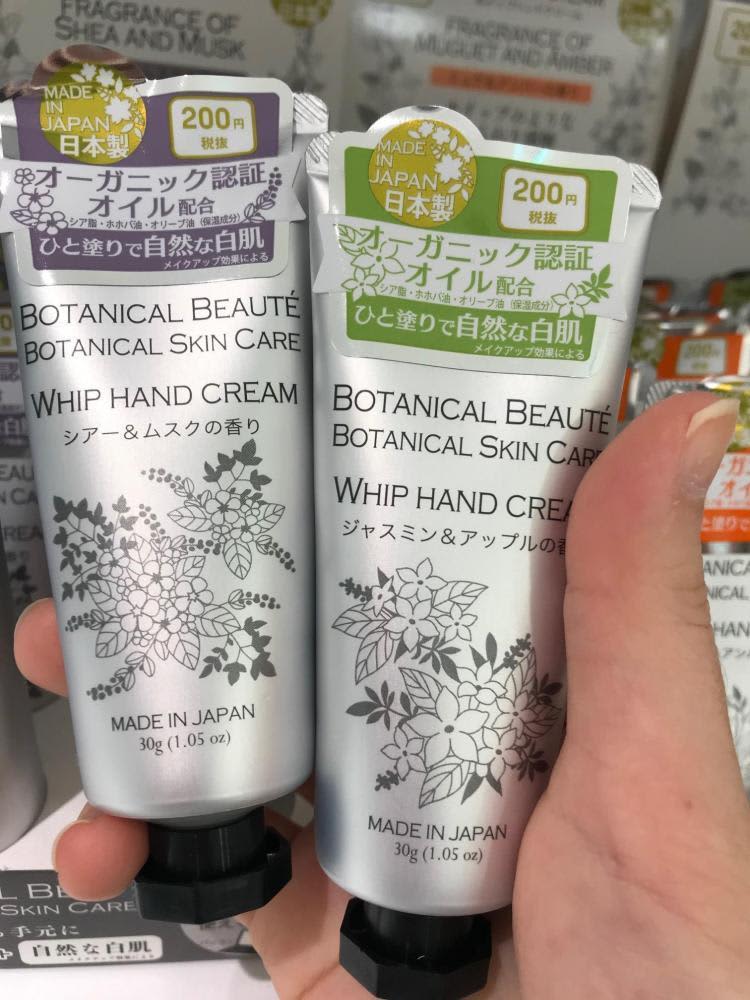 FRAGRANCE OF
SHEA AND MUSK
FRAGRANCE OF
MUGUET AND AMBER
MADE
IN
JAPAN
日本製
200円
税抜
オーガニック認証
オイル配合
シア脂・ホホバ油・オリーブ油（保湿成分）
ひと塗りで自然な白肌
メイクアップ効果による
BOTANICAL BEAUTÉ
BOTANICAL SKIN CARE
WHIP HAND CREAM
シアー＆ムスクの香り
MADE IN JAPAN
30g (1.05 oz)
MADE
IN
JAPAN
日本製
200円
税抜
オーガニック認証
オイル配合
シア脂・ホホバ油・オリーブ油（保湿成分）
ひと塗りで自然な白肌
メイクアップ効果による
BOTANICAL BEAUTÉ
BOTANICAL SKIN CAR
WHIP HAND CREA
ジャスミン＆アップルの香
MADE IN JAPAN
30g (1.05 oz)
200円
SKIN CARE
手元に
自然な白肌